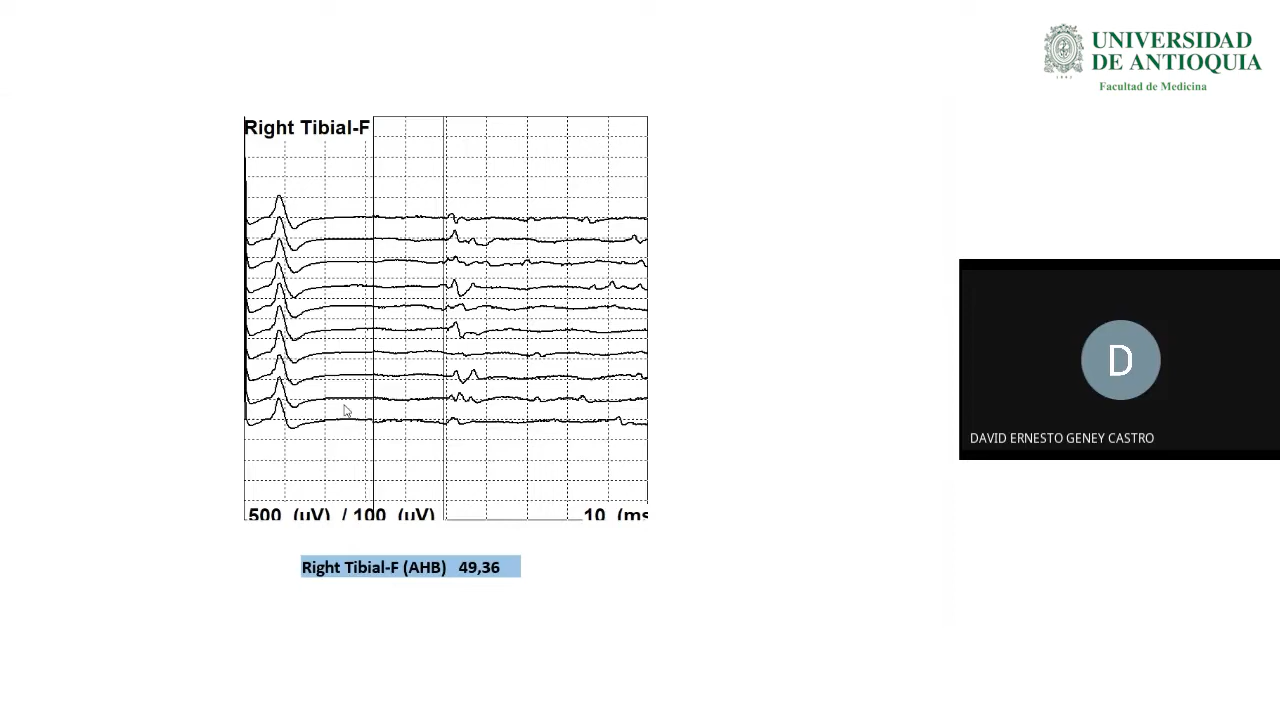 UNIVERSIDAD
DE ANTIOQUIA
1803
Facultad de Medicina
Right Tibial-F
500 (uV) / 100 (uV)
10 (ms
Right Tibial-F (AHB) 49,36
D
DAVID ERNESTO GENEY CASTRO